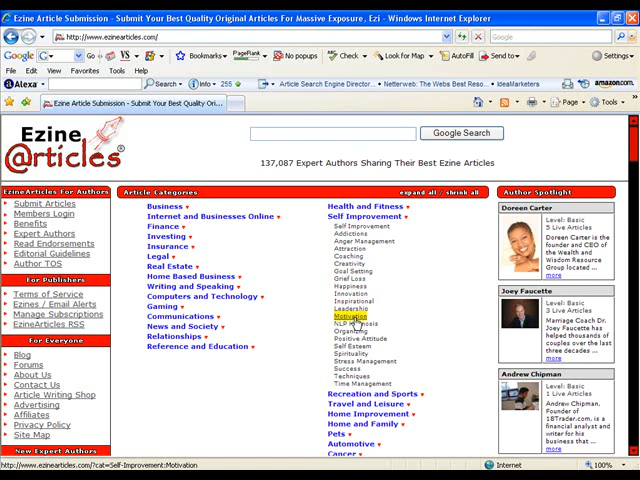 Ezine Article Submission - Submit Your Best Quality Original Articles For Massive Exposure, Ezi - Windows Internet Explorer
http://www.ezinearticles.com/
Google
File Edit View Favorites Tools Help
Google Go VS Bookmarks PageRank No popups Check Look for Map AutoFill Send to Settings
Alexa Search Info 255 Article Search Engine Director... Netterweb: The Webs Best Reso... IdeaMarketers amazon.com
Ezine Article Submission - Submit Your Best Quality Ori... Page Tools
Ezine
@rticles
Google Search
137,087 Expert Authors Sharing Their Best Ezine Articles
EzineArticles For Authors
Submit Articles
Members Login
Benefits
Expert Authors
Read Endorsements
Editorial Guidelines
Author TOS
For Publishers
Terms of Service
Ezines / Email Alerts
Manage Subscriptions
EzineArticles RSS
For Everyone
Blog
Forums
About Us
Contact Us
Article Writing Shop
Advertising
Affiliates
Privacy Policy
Site Map
New Expert Authors
Article Categories
expand all / shrink all
Business
Internet and Businesses Online
Finance
Investing
Insurance
Legal
Real Estate
Home Based Business
Writing and Speaking
Computers and Technology
Gaming
Communications
News and Society
Relationships
Reference and Education
Health and Fitness
Self Improvement
Self Improvement
Addictions
Anger Management
Attraction
Coaching
Creativity
Goal Setting
Grief Loss
Happiness
Innovation
Inspirational
Leadership
Motivation
Organizing
Positive Attitude
Self Esteem
Spirituality
Stress Management
Success
Techniques
Time Management
Recreation and Sports
Travel and Leisure
Home Improvement
Home and Family
Pets
Automotive
Cancer
Author Spotlight
Doreen Carter
Level: Basic
5 Live Articles
Doreen Carter is the
founder and CEO of
the Wealth and
Wisdom Resource
Group located...
more
Joey Faucette
Level: Basic
3 Live Articles
Marriage Coach Dr.
Joey Faucette has
helped thousands of
couples over the last
three decades ...
more
Andrew Chipman
Level: Basic
1 Live Articles
Andrew Chipman,
Founder of
18Trader.com, is a
financial analyst and
writer for his
business that ...
more
http://www.ezinearticles.com/?cat=Self-Improvement:Motivation
Internet 100%